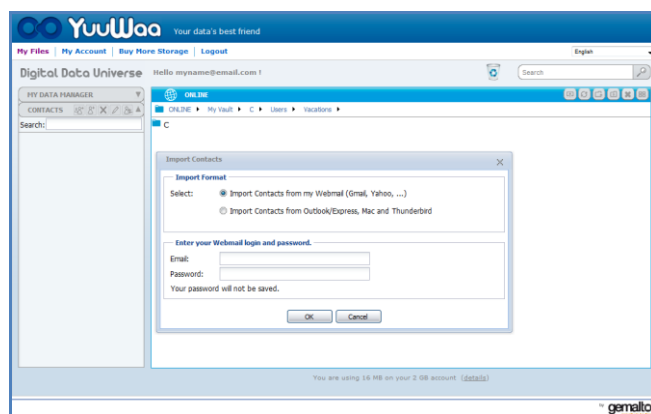 YuuWaa Your data's best friend
My Files | My Account | Buy More Storage | Logout English
Digital Data Universe Hello myname@email.com ! Search
MY DATA MANAGER ONLINE
CONTACTS ONLINE My Vault C Users Vacations
Search: C
Import Contacts
Import Format
Select: Import Contacts from my Webmail (Gmail, Yahoo, ...)
Import Contacts from Outlook/Express, Mac and Thunderbird
Enter your Webmail login and password.
Email:
Password:
Your password will not be saved.
OK Cancel
You are using 16 MB on your 2 GB account (details)
gemalto